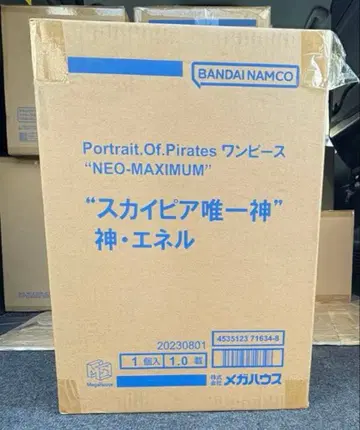 BANDAI NAMCO
Portrait.Of.Pirates ワンピース
“NEO-MAXIMUM”
“スカイピア唯一神”
神・エネル
20230801
4535123 71634-8
1 個入 1.0 載
MegaHouse
株式会社 メガハウス